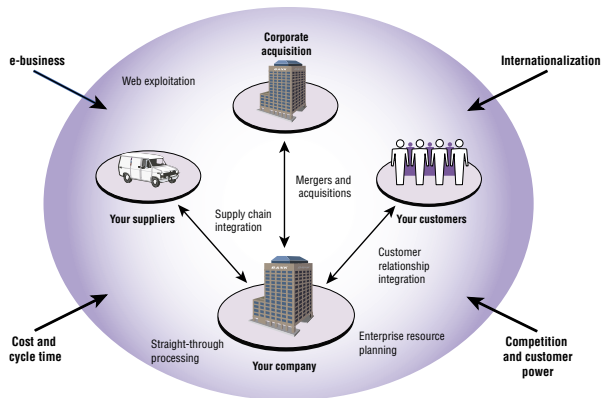 Corporate
acquisition
e-business
Internationalization
Web exploitation
Mergers and
acquisitions
Your suppliers
Supply chain
integration
Your customers
Customer
relationship
integration
Cost and
cycle time
Straight-through
processing
Your company
Enterprise resource
planning
Competition
and customer
power